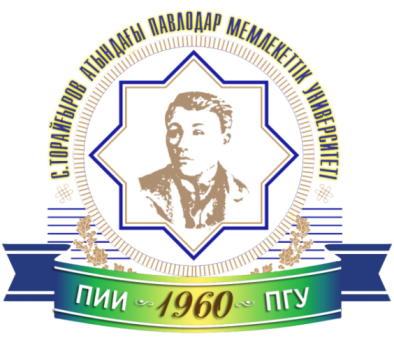 С.ТОРАЙҒЫРОВ АТЫНДАҒЫ ПАВЛОДАР МЕМЛЕКЕТТІК УНИВЕРСИТЕТІ
ПИИ 1960 ПГУ